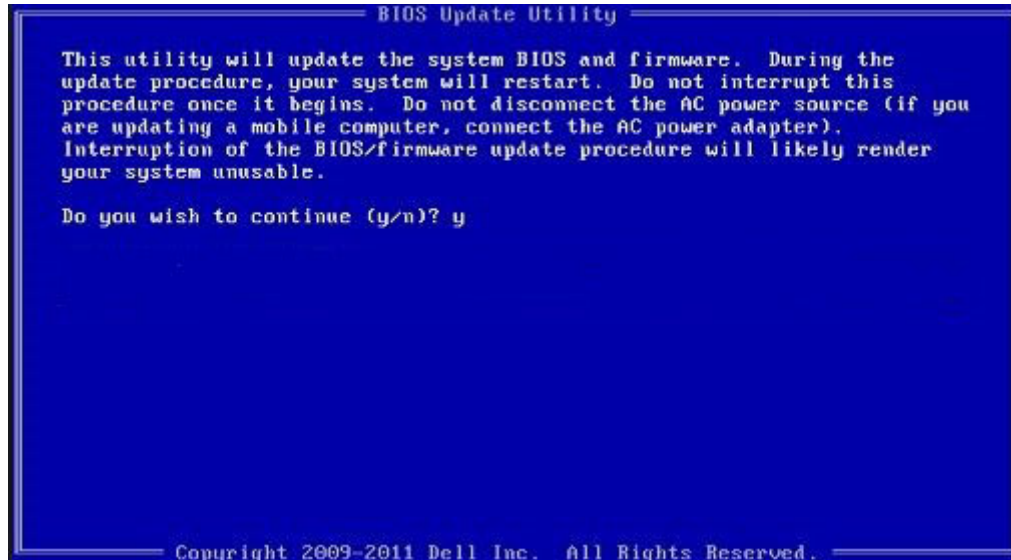 BIOS Update Utility
This utility will update the system BIOS and firmware. During the
update procedure, your system will restart. Do not interrupt this
procedure once it begins. Do not disconnect the AC power source (if you
are updating a mobile computer, connect the AC power adapter).
Interruption of the BIOS/firmware update procedure will likely render
your system unusable.
Do you wish to continue (y/n)? y
Copyright 2009-2011 Dell Inc. All Rights Reserved.